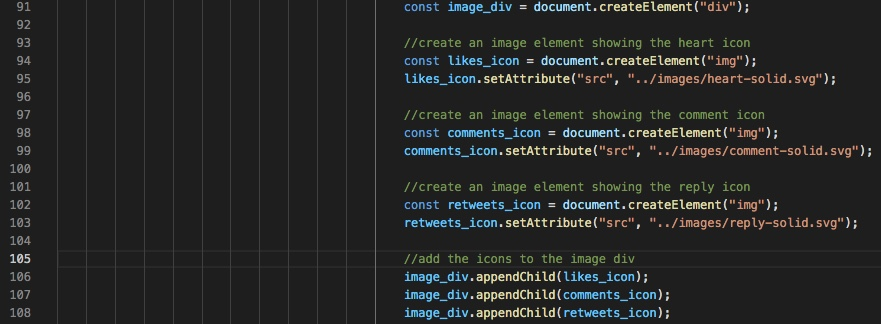 91 const image_div = document.createElement("div");
92
93 //create an image element showing the heart icon
94 const likes_icon = document.createElement("img");
95 likes_icon.setAttribute("src", "../images/heart-solid.svg");
96
97 //create an image element showing the comment icon
98 const comments_icon = document.createElement("img");
99 comments_icon.setAttribute("src", "../images/comment-solid.svg");
100
101 //create an image element showing the reply icon
102 const retweets_icon = document.createElement("img");
103 retweets_icon.setAttribute("src", "../images/reply-solid.svg");
104
105 //add the icons to the image div
106 image_div.appendChild(likes_icon);
107 image_div.appendChild(comments_icon);
108 image_div.appendChild(retweets_icon);